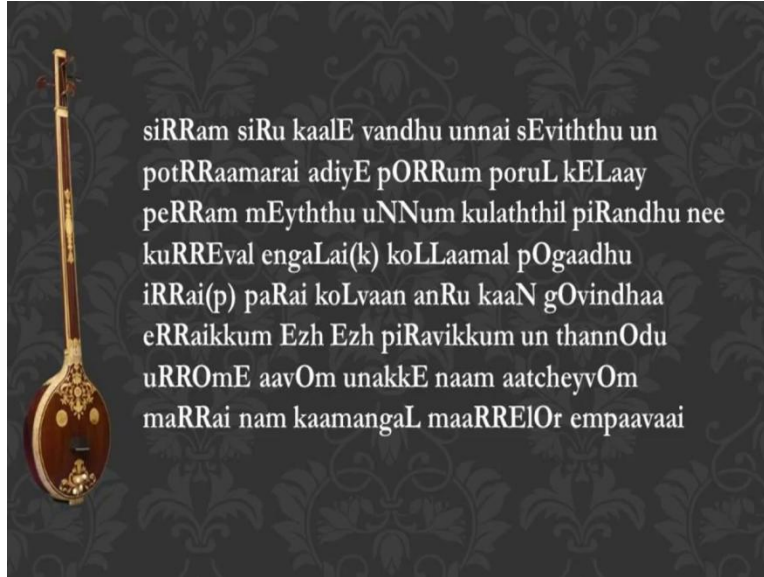 siRRam siRu kaalE vandhu unnai sEviththu un
potRRaamarai adiyE pORRum poruL kELaay
peRRam mEyththu uNNum kulaththil piRandhu nee
kuRREval engaLai(k) koLLaamal pOgaadhu
iRRai(p) paRai koLvaan anRu kaaN gOvindhaa
eRRaikkum Ezh Ezh piRavikkum un thannOdu
uRROmE aavOm unakkE naam aatcheyvOm
maRRai nam kaamangaL maaRRElOr empaavaai